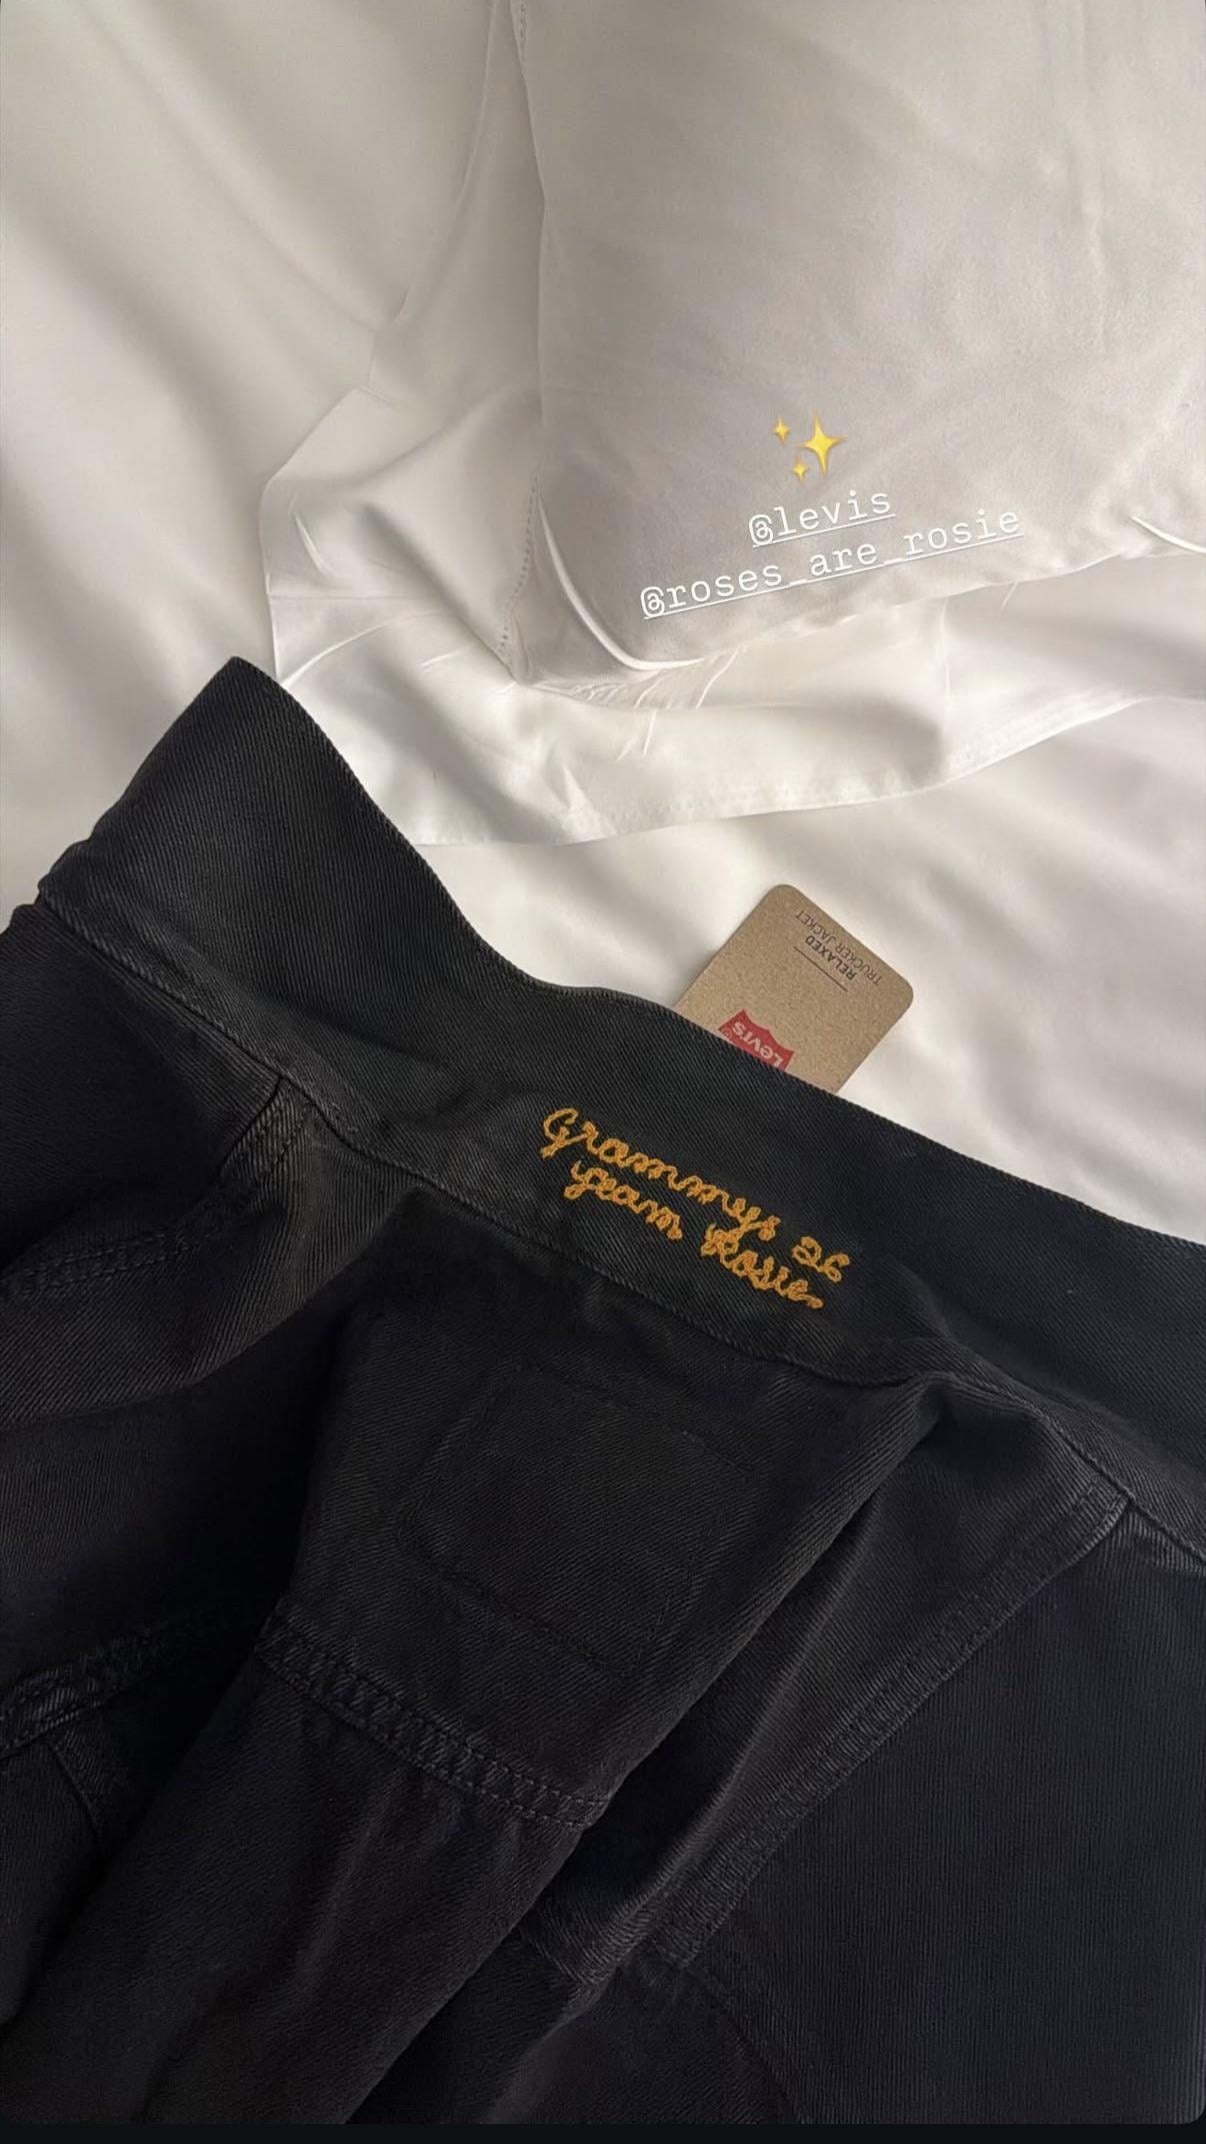 @levis
@roses_are_rosie
RELAXED
TRUCKER JACKET
Levi's
Grammys 26
Team Rosie